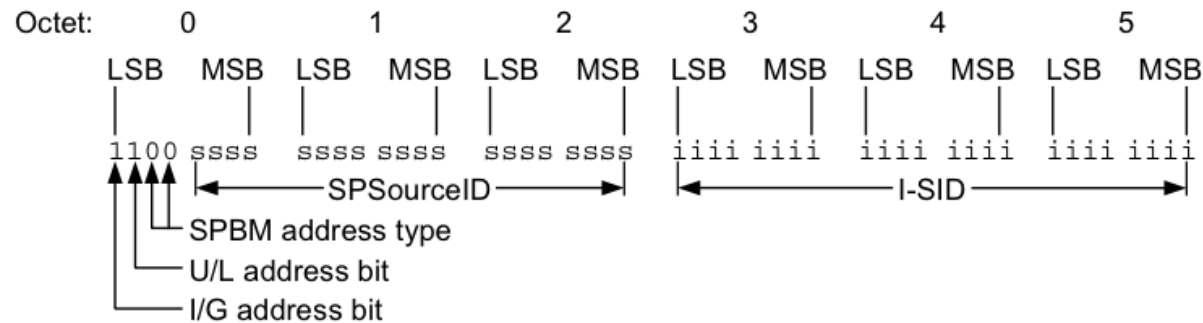 Octet: 0 1 2 3 4 5
LSB MSB LSB MSB LSB MSB LSB MSB LSB MSB LSB MSB
1100 ssss ssss ssss ssss ssss iiii iiii iiii iiii iiii iiii
SPSourceID I-SID
SPBM address type
U/L address bit
I/G address bit